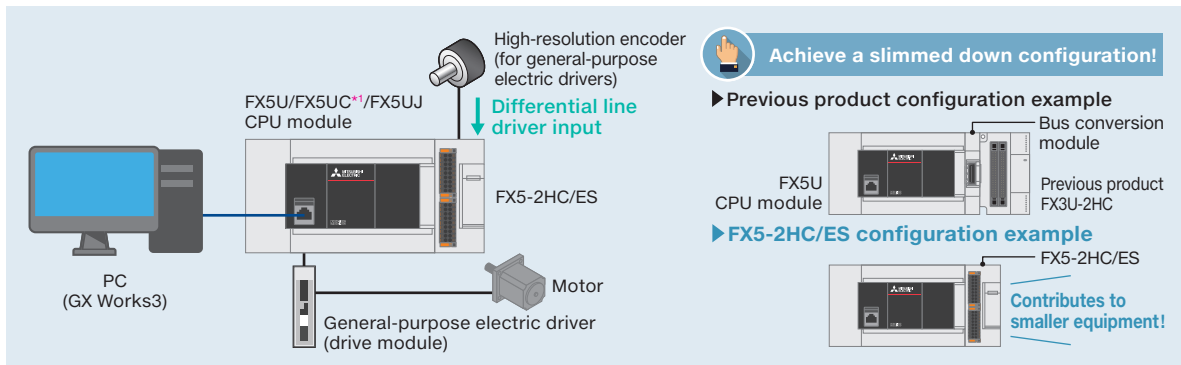 High-resolution encoder
(for general-purpose
electric drivers)
FX5U/FX5UC*1/FX5UJ
CPU module
Differential line
driver input
MITSUBISHI
ELECTRIC
FX5-2HC/ES
PC
(GX Works3)
Motor
General-purpose electric driver
(drive module)
Achieve a slimmed down configuration!
Previous product configuration example
Bus conversion
module
FX5U
CPU module
Previous product
FX3U-2HC
FX5-2HC/ES configuration example
FX5-2HC/ES
Contributes to
smaller equipment!